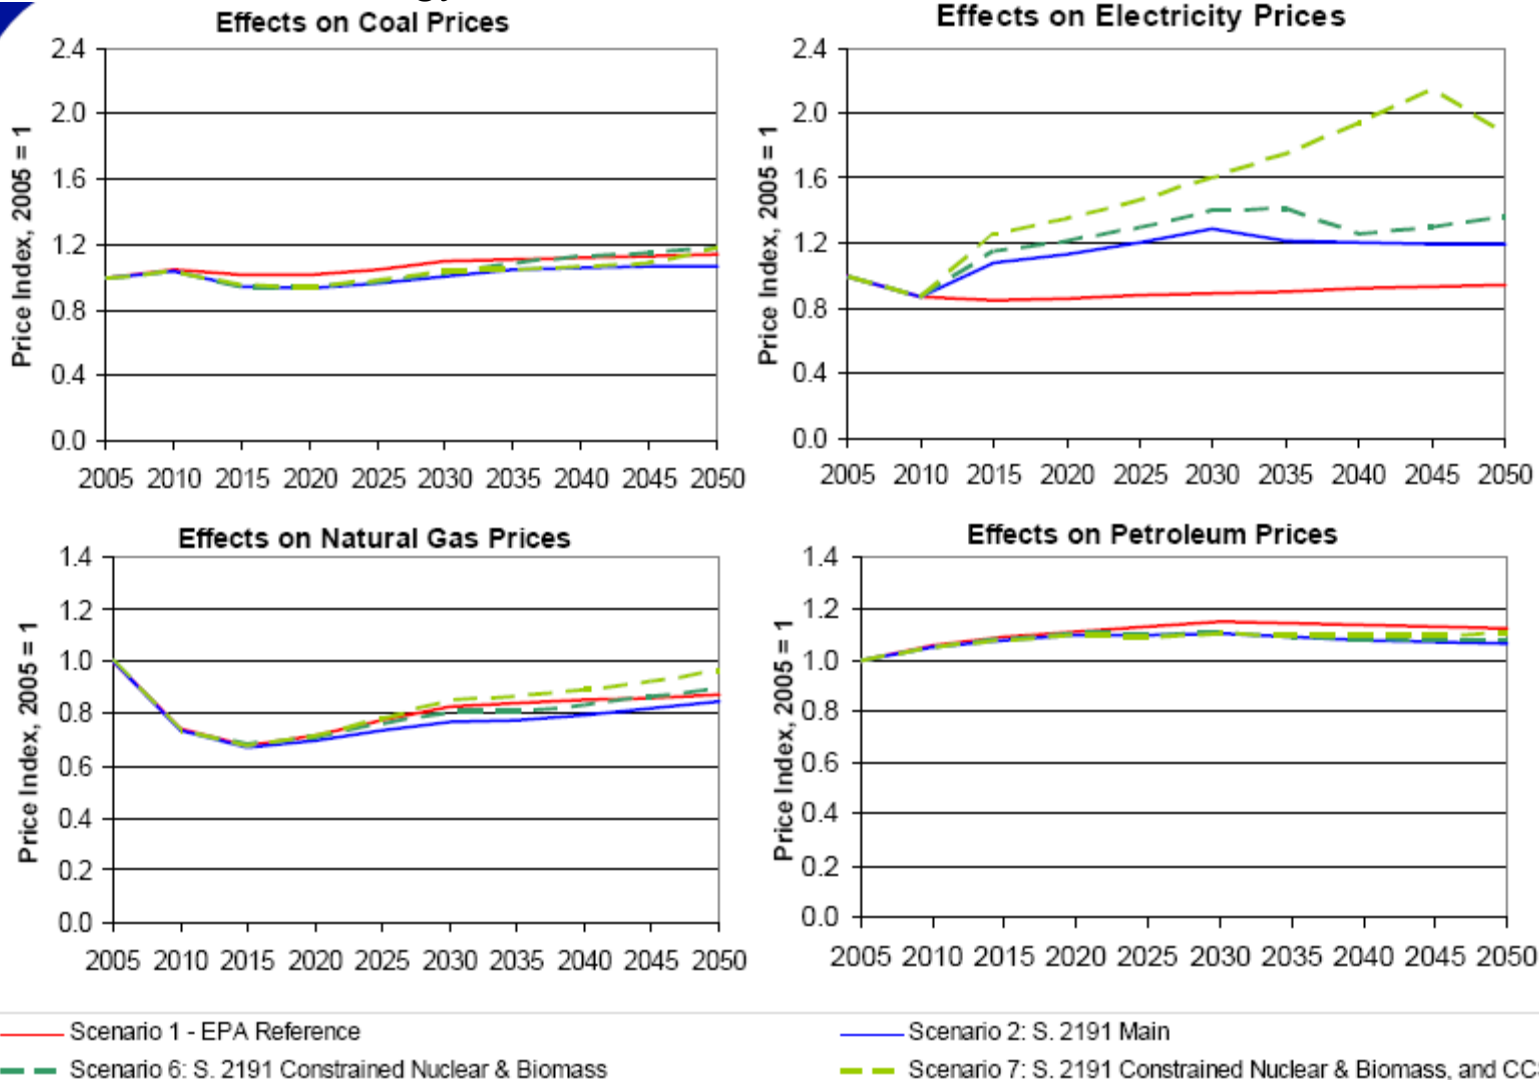 Effects on Coal Prices
Price Index, 2005 = 1
2.4
2.0
1.6
1.2
0.8
0.4
0.0
2005 2010 2015 2020 2025 2030 2035 2040 2045 2050
Effects on Electricity Prices
Price Index, 2005 = 1
2.4
2.0
1.6
1.2
0.8
0.4
0.0
2005 2010 2015 2020 2025 2030 2035 2040 2045 2050
Effects on Natural Gas Prices
Price Index, 2005 = 1
1.4
1.2
1.0
0.8
0.6
0.4
0.2
0.0
2005 2010 2015 2020 2025 2030 2035 2040 2045 2050
Effects on Petroleum Prices
Price Index, 2005 = 1
1.4
1.2
1.0
0.8
0.6
0.4
0.2
0.0
2005 2010 2015 2020 2025 2030 2035 2040 2045 2050
Scenario 1 - EPA Reference
Scenario 2: S. 2191 Main
Scenario 6: S. 2191 Constrained Nuclear & Biomass
Scenario 7: S. 2191 Constrained Nuclear & Biomass, and CC